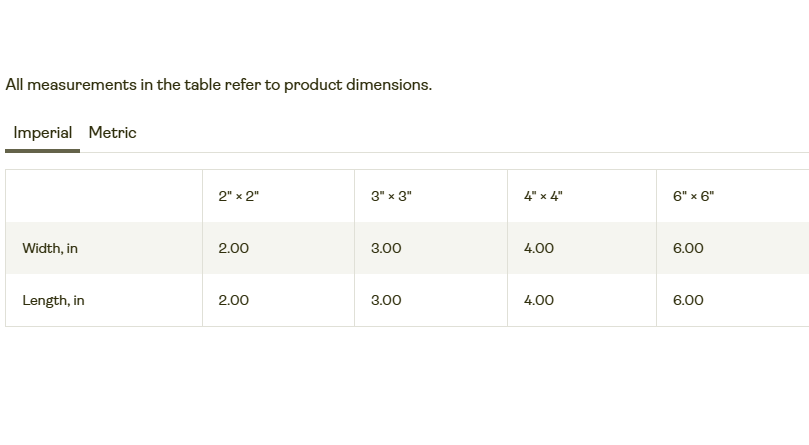 All measurements in the table refer to product dimensions.
Imperial Metric
2" × 2" 3" × 3" 4" × 4" 6" × 6"
Width, in 2.00 3.00 4.00 6.00
Length, in 2.00 3.00 4.00 6.00